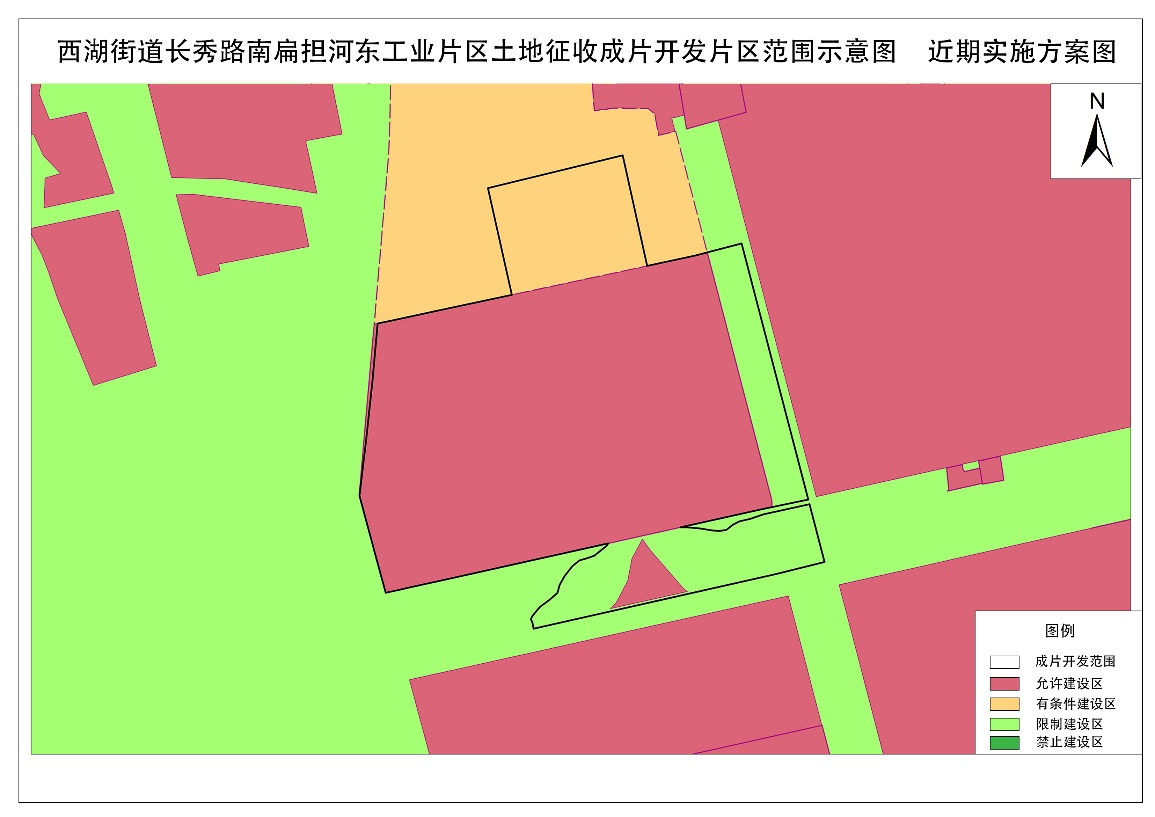 西湖街道长秀路南扁担河东工业片区土地征收成片开发片区范围示意图 近期实施方案图
N
图例
成片开发范围
允许建设区
有条件建设区
限制建设区
禁止建设区